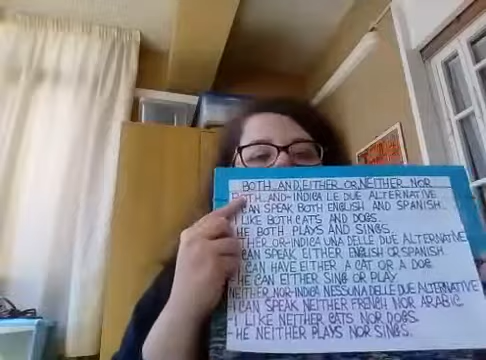 BOTH AND, EITHER OR, NEITHER NOR
BOTH AND-INDICA LE DUE ALTERNATIVE
CAN SPEAK BOTH ENGLISH AND SPANISH.
I LIKE BOTH CATS AND DOGS.
HE BOTH PLAYS AND SINGS.
EITHER OR-INDICA UNA DELLE DUE ALTERNATIVE
I CAN SPEAK EITHER ENGLISH OR SPANISH
I CAN HAVE EITHER A CAT OR A DOG
HE CAN EITHER SING OR PLAY
NEITHER NOR-INDICA NESSUNA DELLE DUE ALTERNATIVE
I CAN SPEAK NEITHER FRENCH NOR ARABIC
I LIKE NEITHER CATS NOR DOGS.
- HE NEITHER PLAYS NOR SINGS.